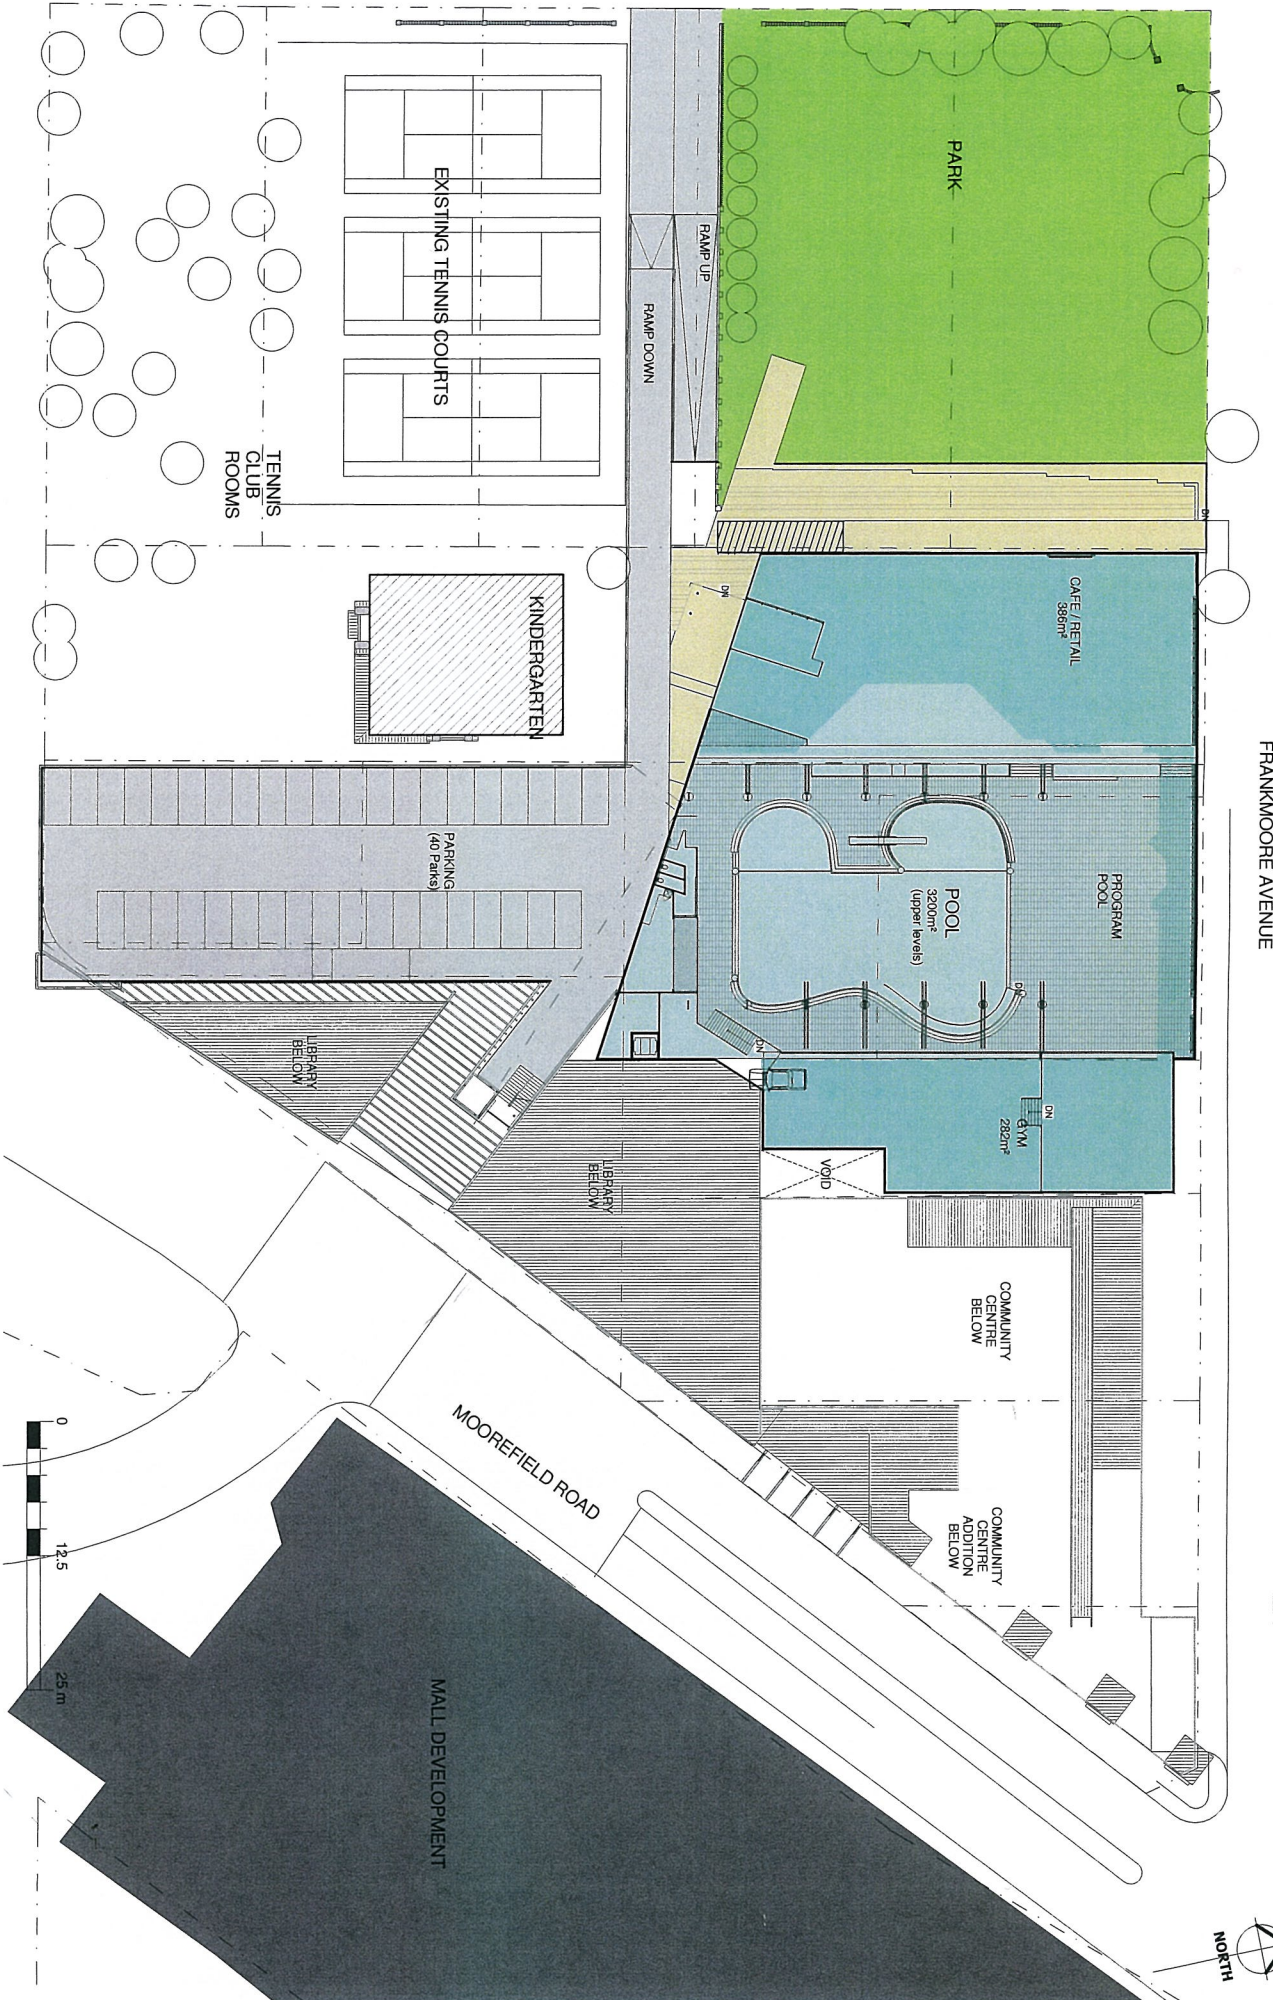 FRANKMOORE AVENUE
PARK
RAMP UP
RAMP DOWN
EXISTING TENNIS COURTS
TENNIS
CLUB
ROOMS
DN
CAFE / RETAIL
386m²
DN
KINDERGARTEN
PROGRAM
POOL
POOL
3200m²
(upper levels)
DN
PARKING
(40 Parks)
DN
DN
GYM
282m²
VOID
LIBRARY
BELOW
LIBRARY
BELOW
COMMUNITY
CENTRE
BELOW
COMMUNITY
CENTRE
ADDITION
BELOW
MOOREFIELD ROAD
MALL DEVELOPMENT
0
12.5
25 m
NORTH